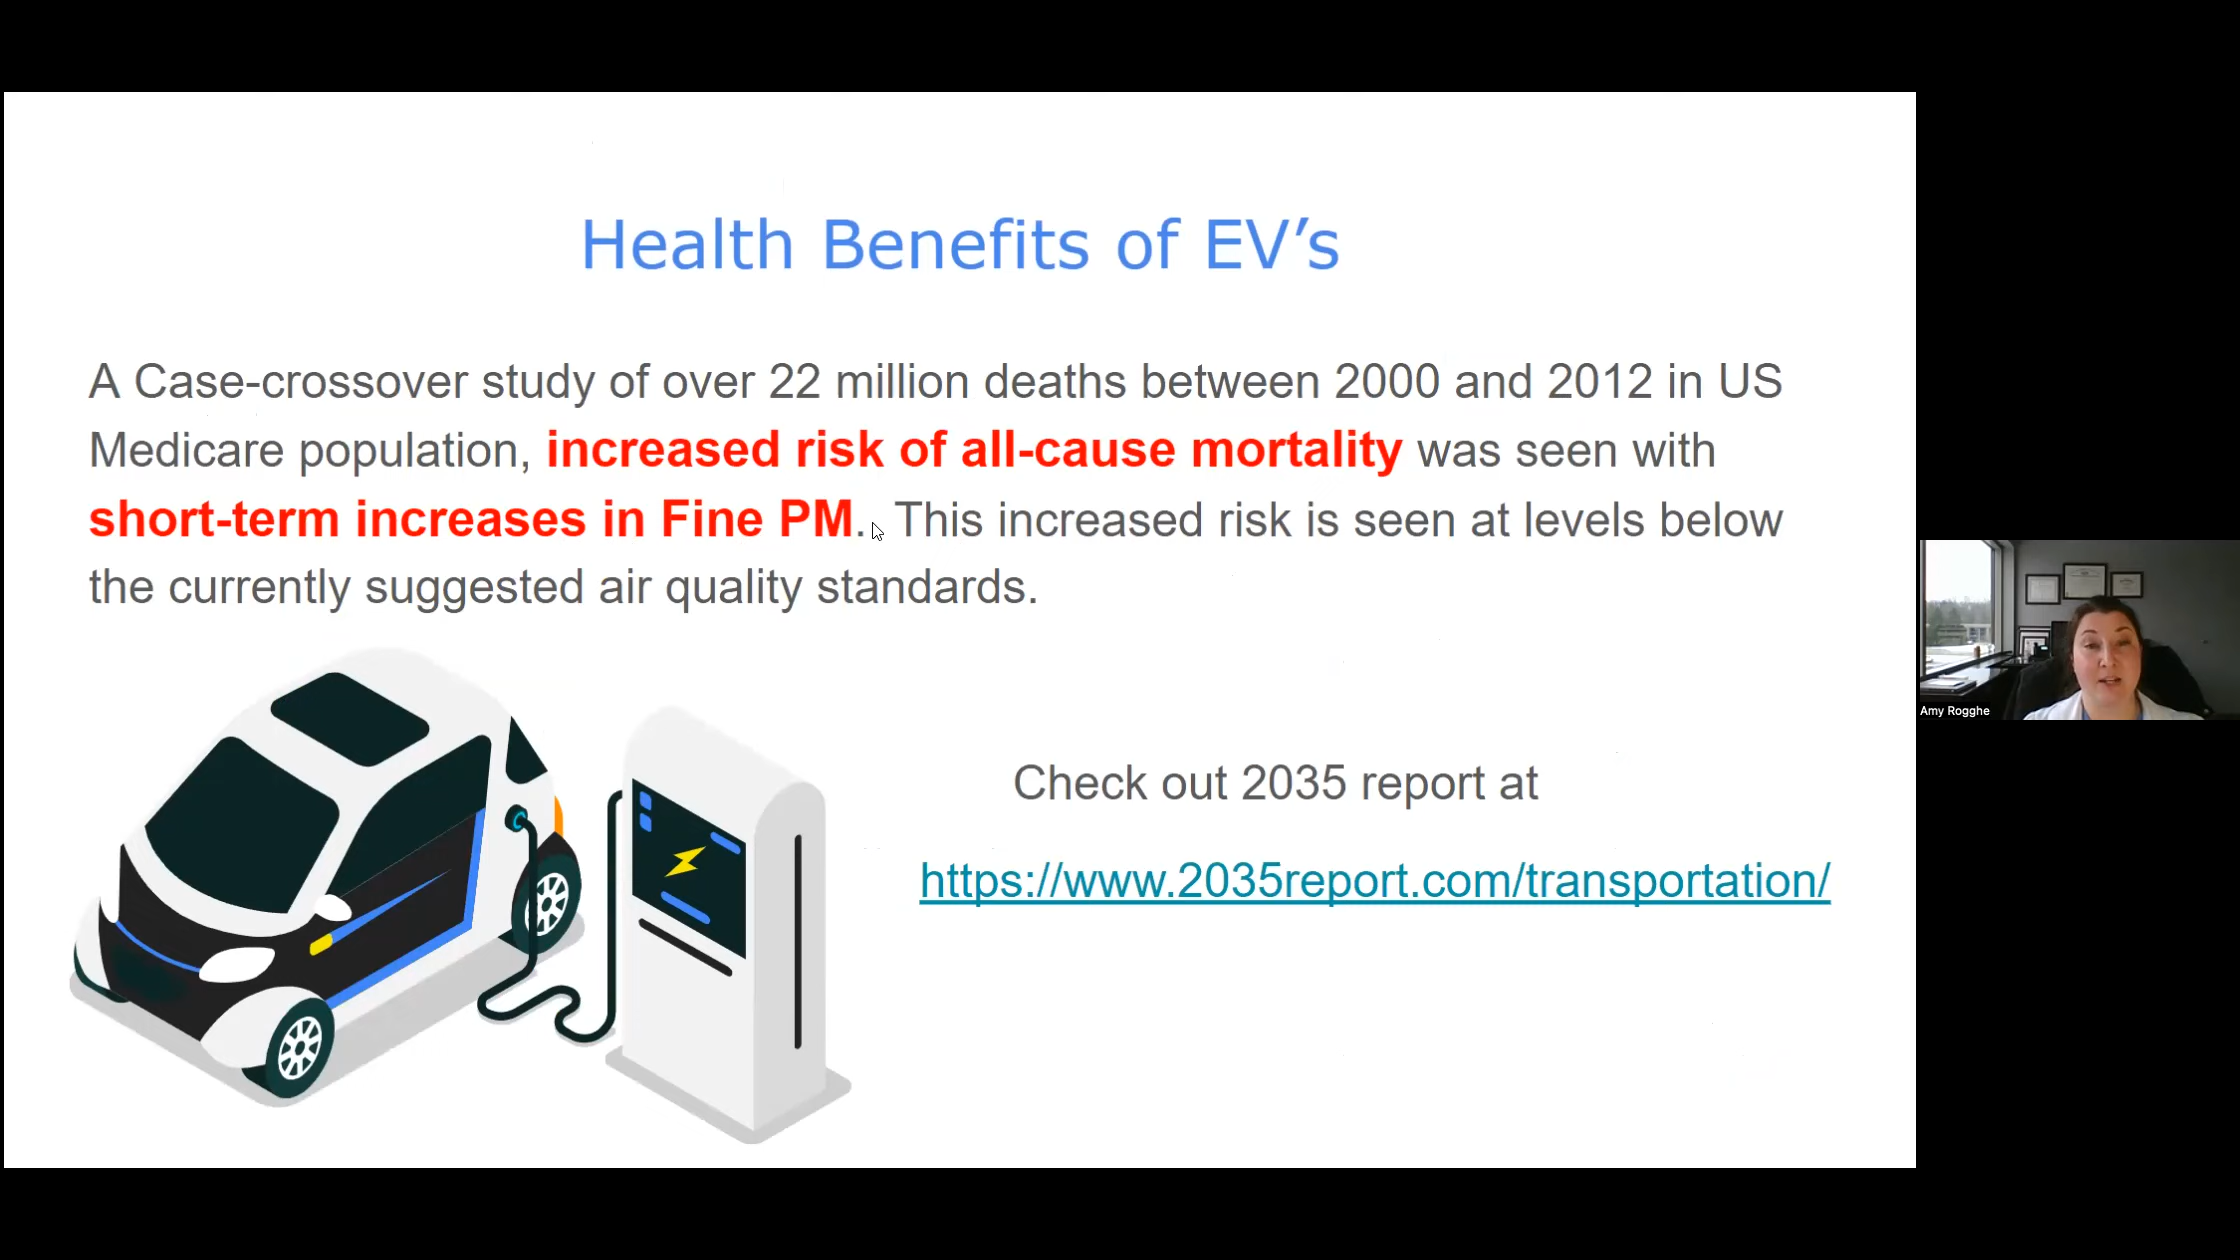 Health Benefits of EV’s
A Case-crossover study of over 22 million deaths between 2000 and 2012 in US
Medicare population, increased risk of all-cause mortality was seen with
short-term increases in Fine PM. This increased risk is seen at levels below
the currently suggested air quality standards.
Check out 2035 report at
https://www.2035report.com/transportation/
Amy Rogghe